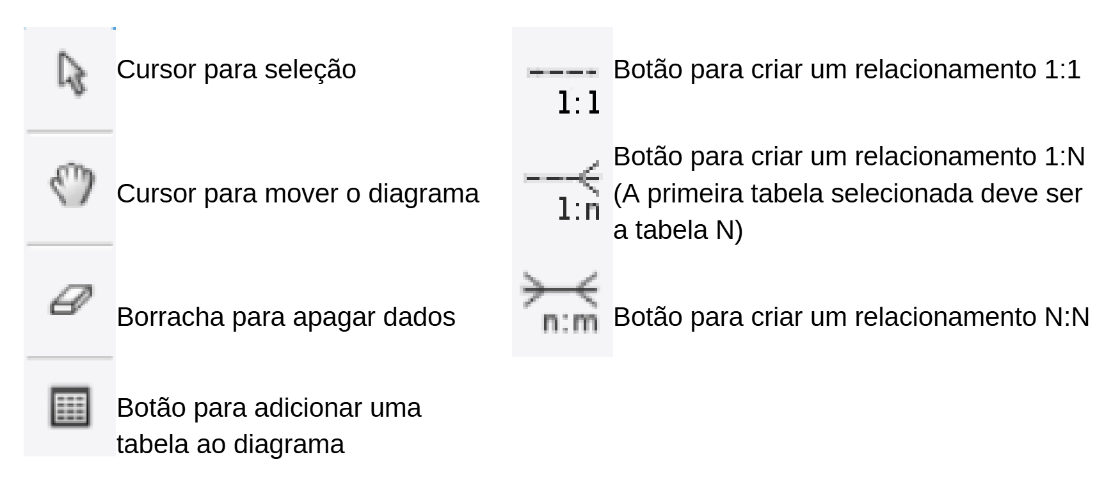 Cursor para seleção
Cursor para mover o diagrama
Borracha para apagar dados
Botão para adicionar uma
tabela ao diagrama
1:1
Botão para criar um relacionamento 1:1
1:n
Botão para criar um relacionamento 1:N
(A primeira tabela selecionada deve ser
a tabela N)
n:m
Botão para criar um relacionamento N:N